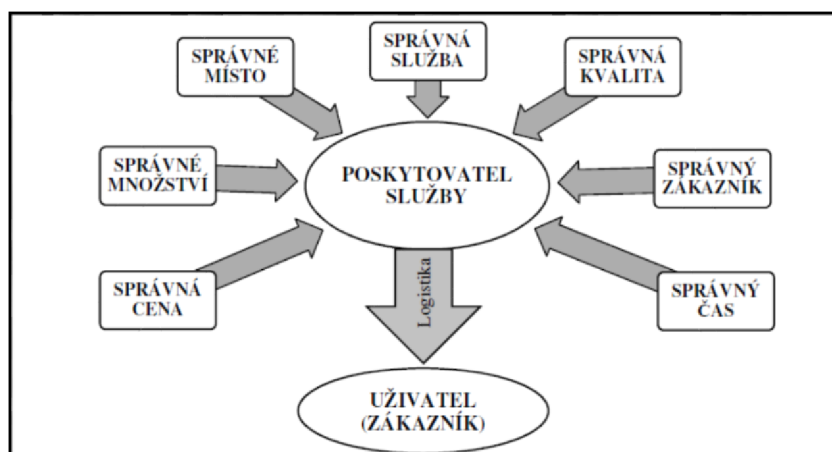 SPRÁVNÉ
MÍSTO
SPRÁVNÁ
SLUŽBA
SPRÁVNÁ
KVALITA
SPRÁVNÉ
MNOŽSTVÍ
POSKYTOVATEL
SLUŽBY
SPRÁVNÝ
ZÁKAZNÍK
SPRÁVNÁ
CENA
Logistika
SPRÁVNÝ
ČAS
UŽIVATEL
(ZÁKAZNÍK)